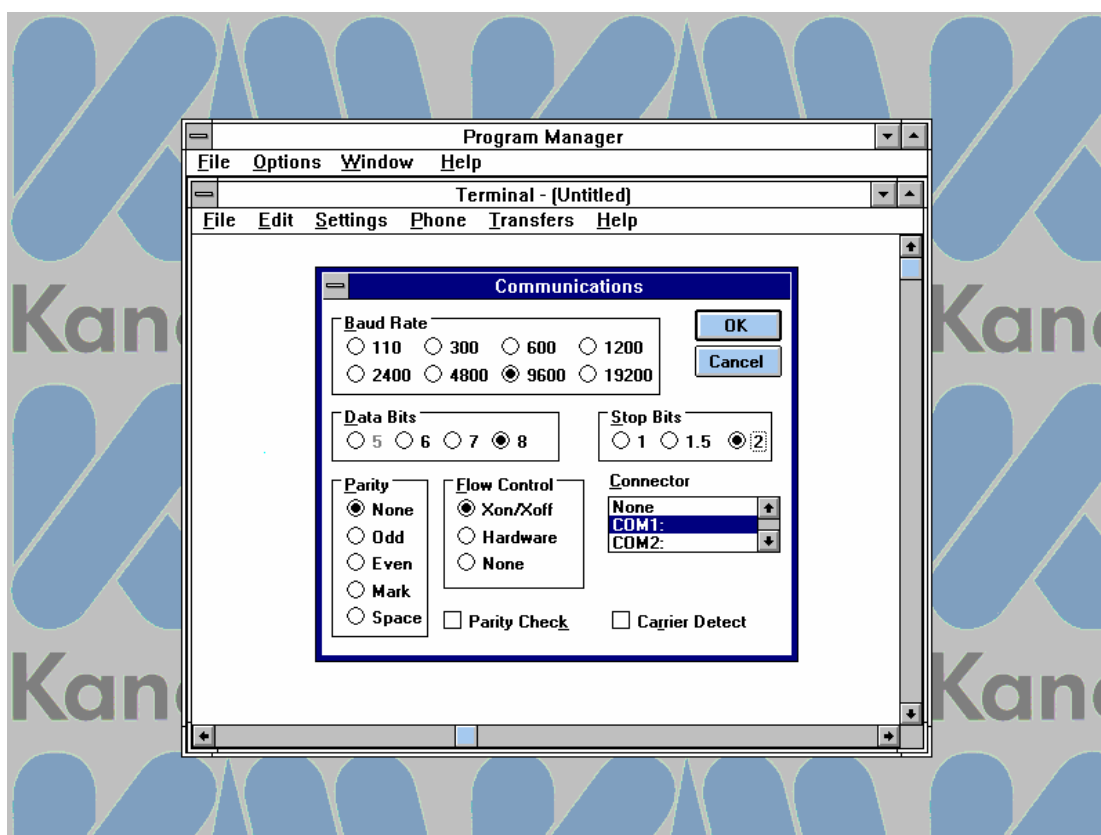 Program Manager
File Options Window Help
Terminal - (Untitled)
File Edit Settings Phone Transfers Help
Communications
Baud Rate
110 300 600 1200
2400 4800 9600 19200
OK
Cancel
Data Bits
5 6 7 8
Stop Bits
1 1.5 2
Parity
None
Odd
Even
Mark
Space
Flow Control
Xon/Xoff
Hardware
None
Connector
None
COM1:
COM2:
Parity Check
Carrier Detect
Kan
Kan
Kan
Kan